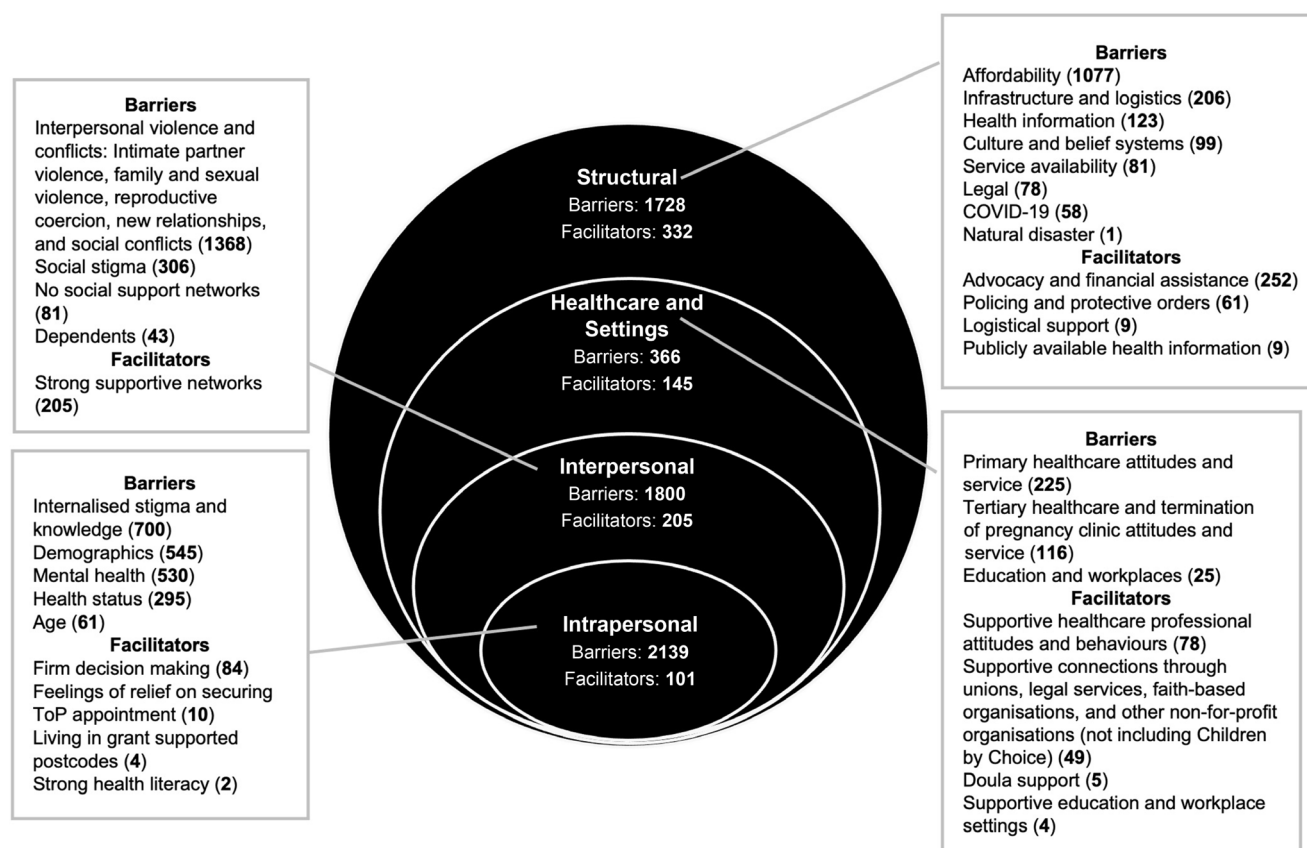 Barriers
Interpersonal violence and
conflicts: Intimate partner
violence, family and sexual
violence, reproductive
coercion, new relationships,
and social conflicts (1368)
Social stigma (306)
No social support networks
(81)
Dependents (43)
Facilitators
Strong supportive networks
(205)
Barriers
Internalised stigma and
knowledge (700)
Demographics (545)
Mental health (530)
Health status (295)
Age (61)
Facilitators
Firm decision making (84)
Feelings of relief on securing
ToP appointment (10)
Living in grant supported
postcodes (4)
Strong health literacy (2)
Structural
Barriers: 1728
Facilitators: 332
Healthcare and
Settings
Barriers: 366
Facilitators: 145
Interpersonal
Barriers: 1800
Facilitators: 205
Intrapersonal
Barriers: 2139
Facilitators: 101
Barriers
Affordability (1077)
Infrastructure and logistics (206)
Health information (123)
Culture and belief systems (99)
Service availability (81)
Legal (78)
COVID-19 (58)
Natural disaster (1)
Facilitators
Advocacy and financial assistance (252)
Policing and protective orders (61)
Logistical support (9)
Publicly available health information (9)
Barriers
Primary healthcare attitudes and
service (225)
Tertiary healthcare and termination
of pregnancy clinic attitudes and
service (116)
Education and workplaces (25)
Facilitators
Supportive healthcare professional
attitudes and behaviours (78)
Supportive connections through
unions, legal services, faith-based
organisations, and other non-for-profit
organisations (not including Children
by Choice) (49)
Doula support (5)
Supportive education and workplace
settings (4)